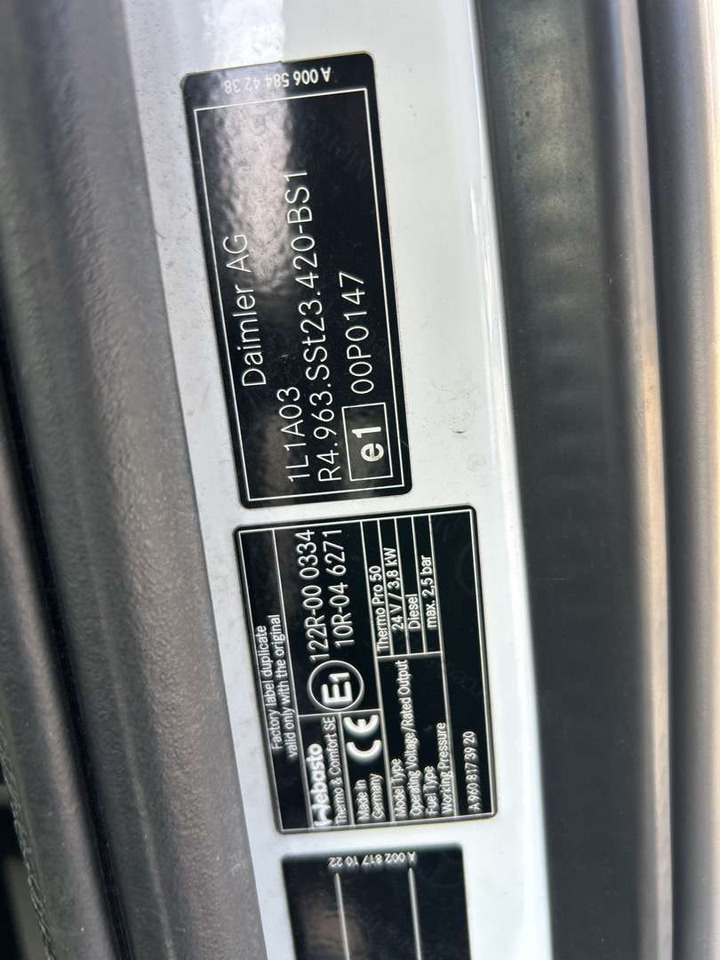 A 006 584 42 38
Daimler AG
1L1A03
R4.963.SSt23.420-BS1
e1 00P0147
Factory label duplicate
valid only with the original
Webasto
Thermo & Comfort SE
Made in
Germany
CE
E1
122R-00 0334
10R-04 6271
Model Type Thermo Pro 50
Operating Voltage/Rated Output 24 V / 3,8 kW
Fuel Type Diesel
Working Pressure max. 2,5 bar
A 960 817 39 20
A 002 817 10 22